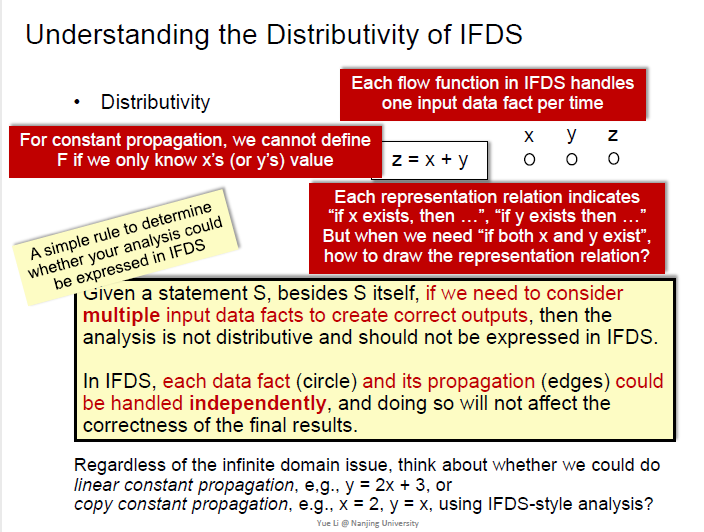 Understanding the Distributivity of IFDS
Each flow function in IFDS handles
one input data fact per time
• Distributivity
For constant propagation, we cannot define
F if we only know x's (or y's) value
z = x + y
x y z
Each representation relation indicates
“if x exists, then ...”, “if y exists then ...”
But when we need “if both x and y exist”,
how to draw the representation relation?
A simple rule to determine
whether your analysis could
be expressed in IFDS
Given a statement S, besides S itself, if we need to consider
multiple input data facts to create correct outputs, then the
analysis is not distributive and should not be expressed in IFDS.
In IFDS, each data fact (circle) and its propagation (edges) could
be handled independently, and doing so will not affect the
correctness of the final results.
Regardless of the infinite domain issue, think about whether we could do
linear constant propagation, e,g., y = 2x + 3, or
copy constant propagation, e.g., x = 2, y = x, using IFDS-style analysis?
Yue Li @ Nanjing University